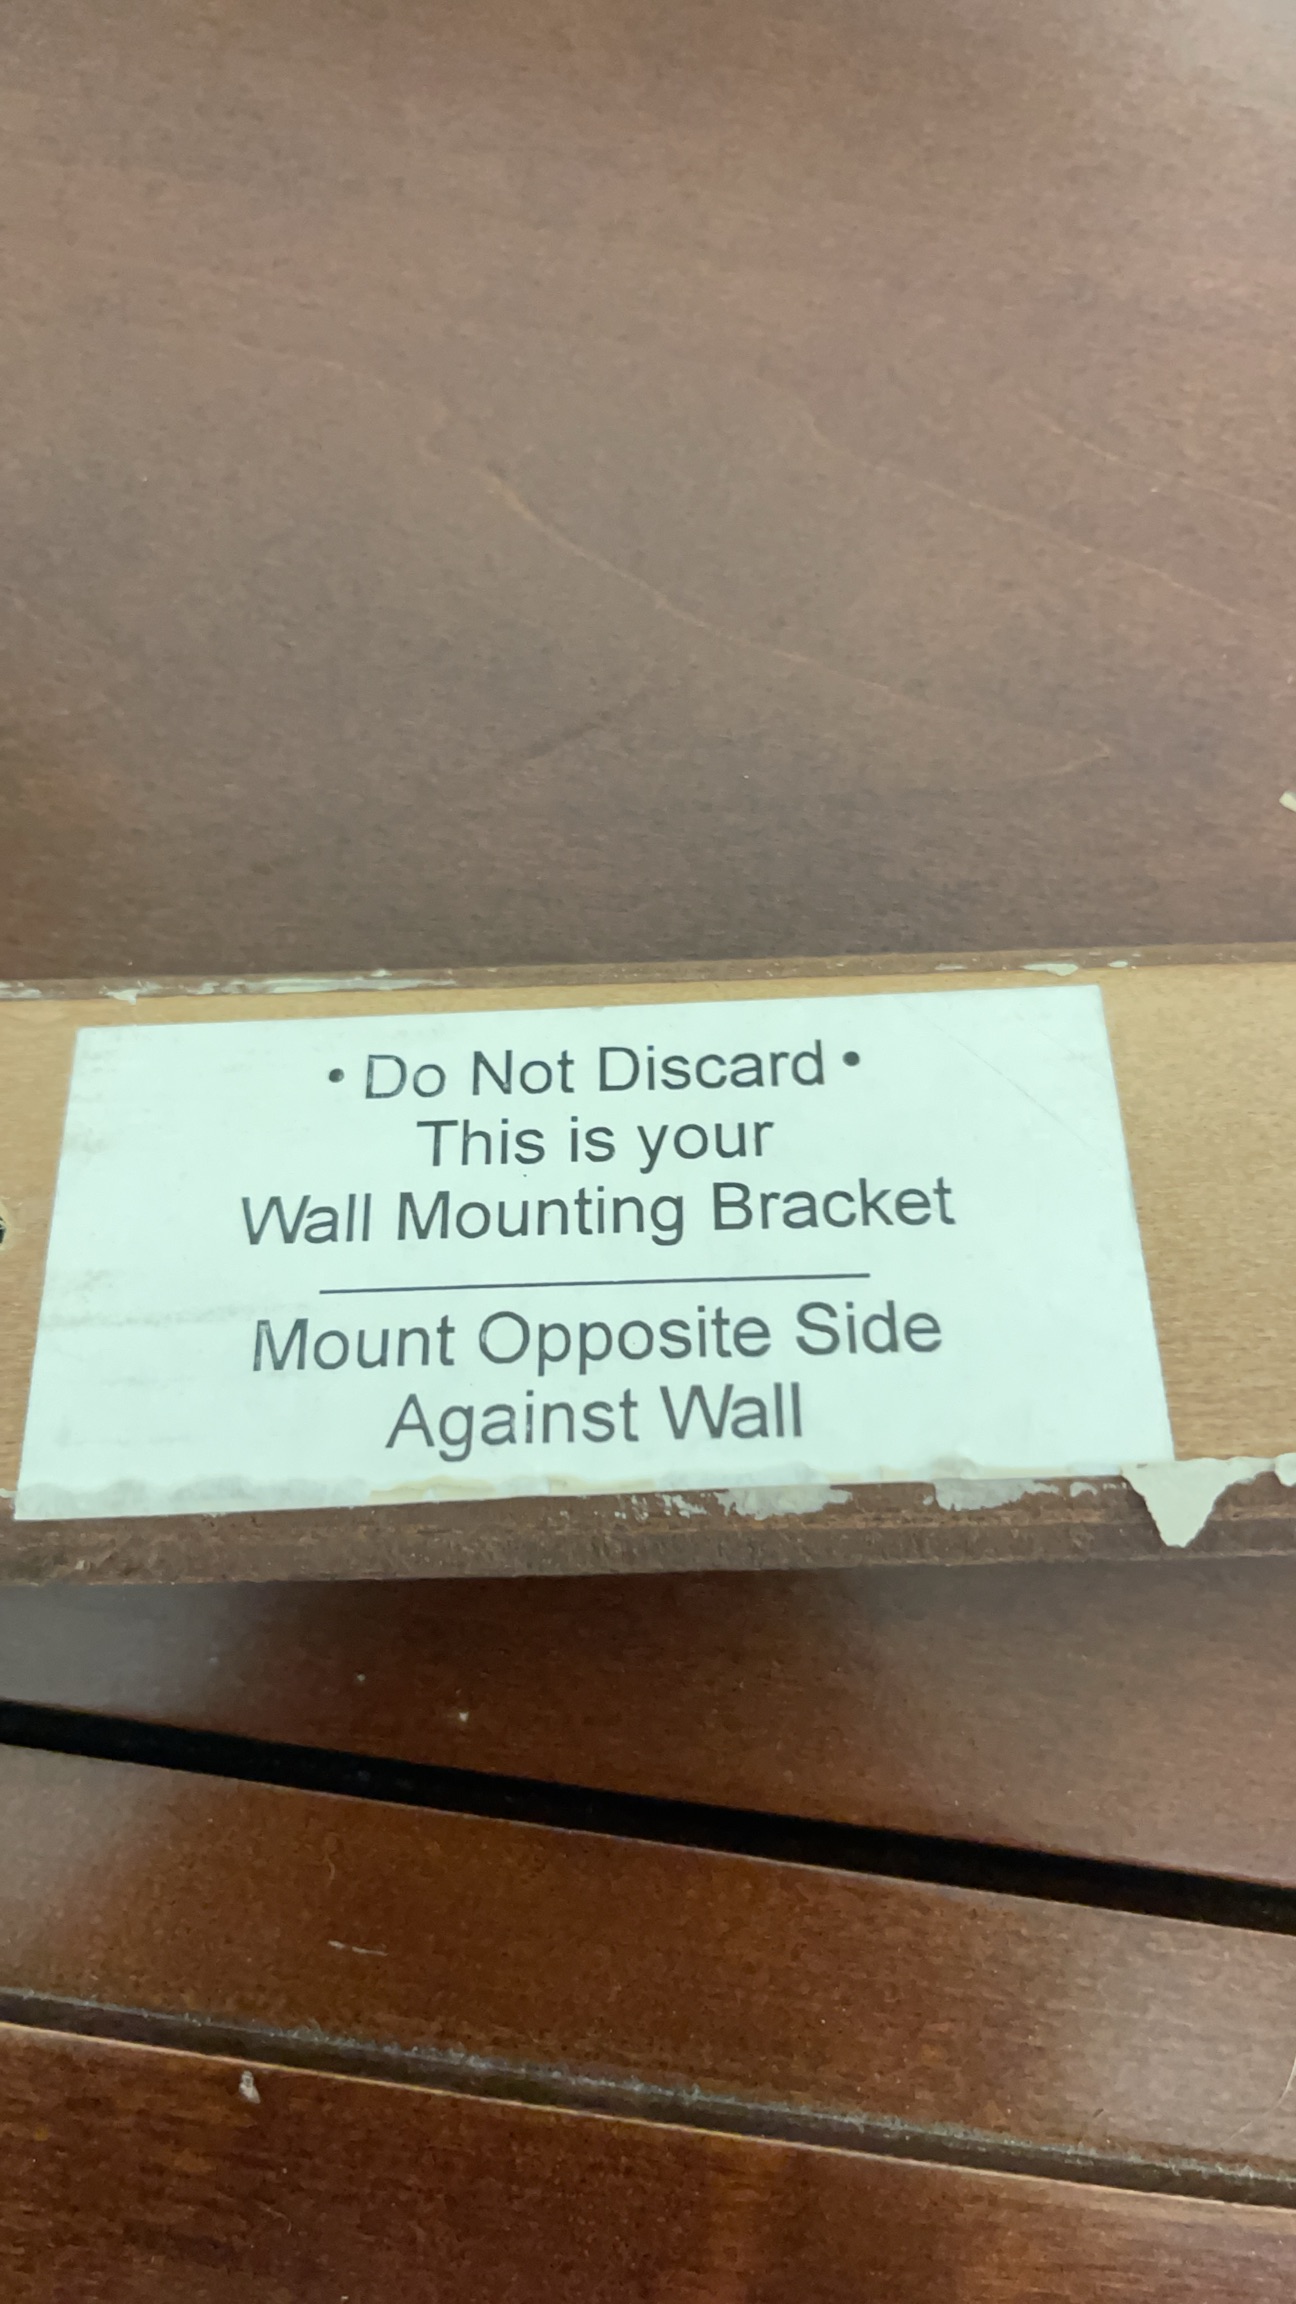 • Do Not Discard •
This is your
Wall Mounting Bracket
Mount Opposite Side
Against Wall